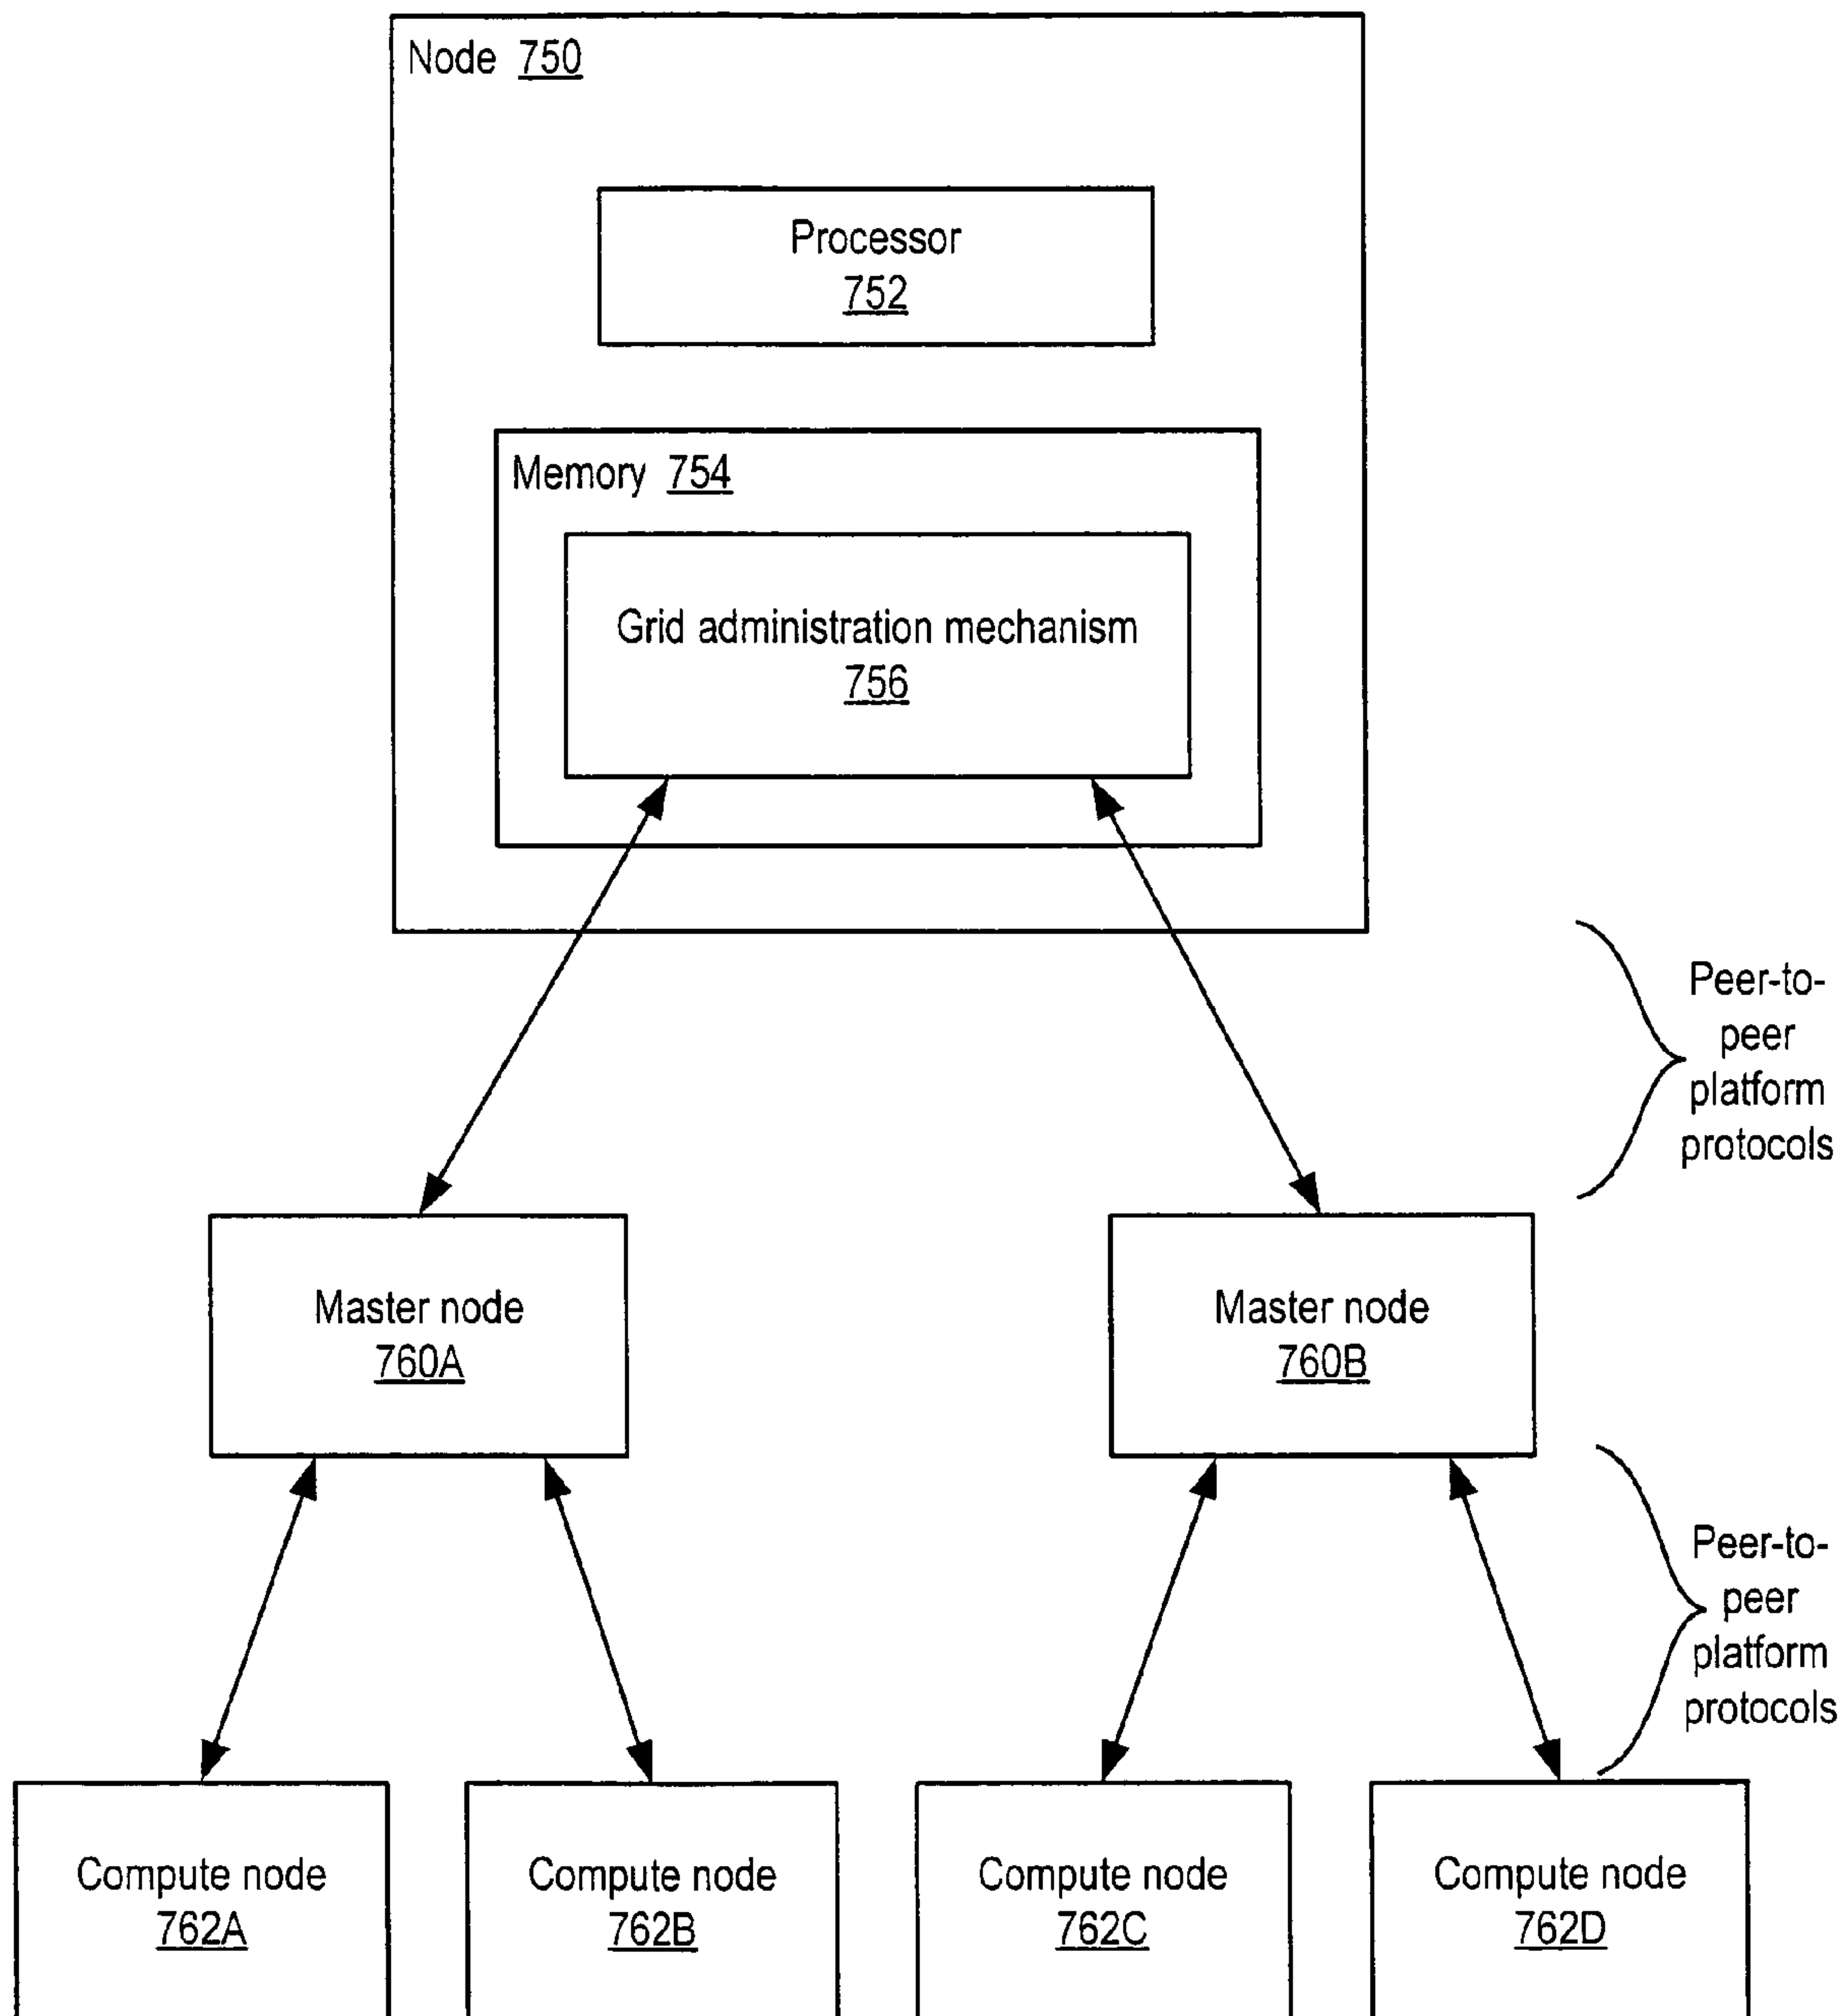 Node 750
Processor
752
Memory 754
Grid administration mechanism
756
Peer-to-
peer
platform
protocols
Master node
760A
Master node
760B
Peer-to-
peer
platform
protocols
Compute node
762A
Compute node
762B
Compute node
762C
Compute node
762D